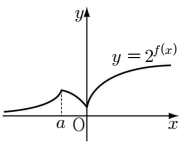 y
y = 2^{f(x)}
a
O
x